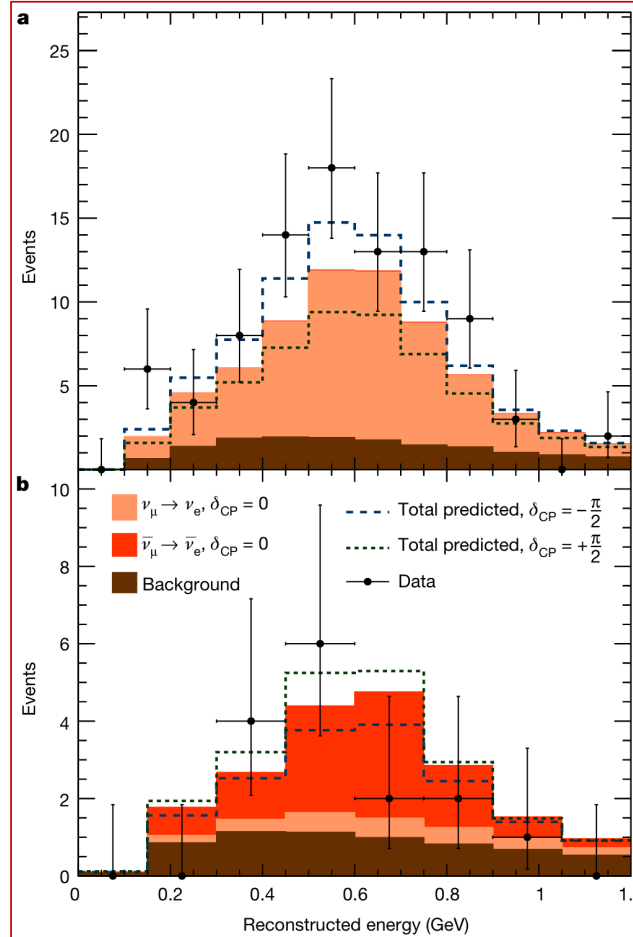 a
25
20
15
10
5
Events
b
10
8
6
4
2
0
Events
ν_μ → ν_e, δ_CP = 0
ν̄_μ → ν̄_e, δ_CP = 0
Background
Total predicted, δ_CP = −π/2
Total predicted, δ_CP = +π/2
Data
0 0.2 0.4 0.6 0.8 1 1.
Reconstructed energy (GeV)